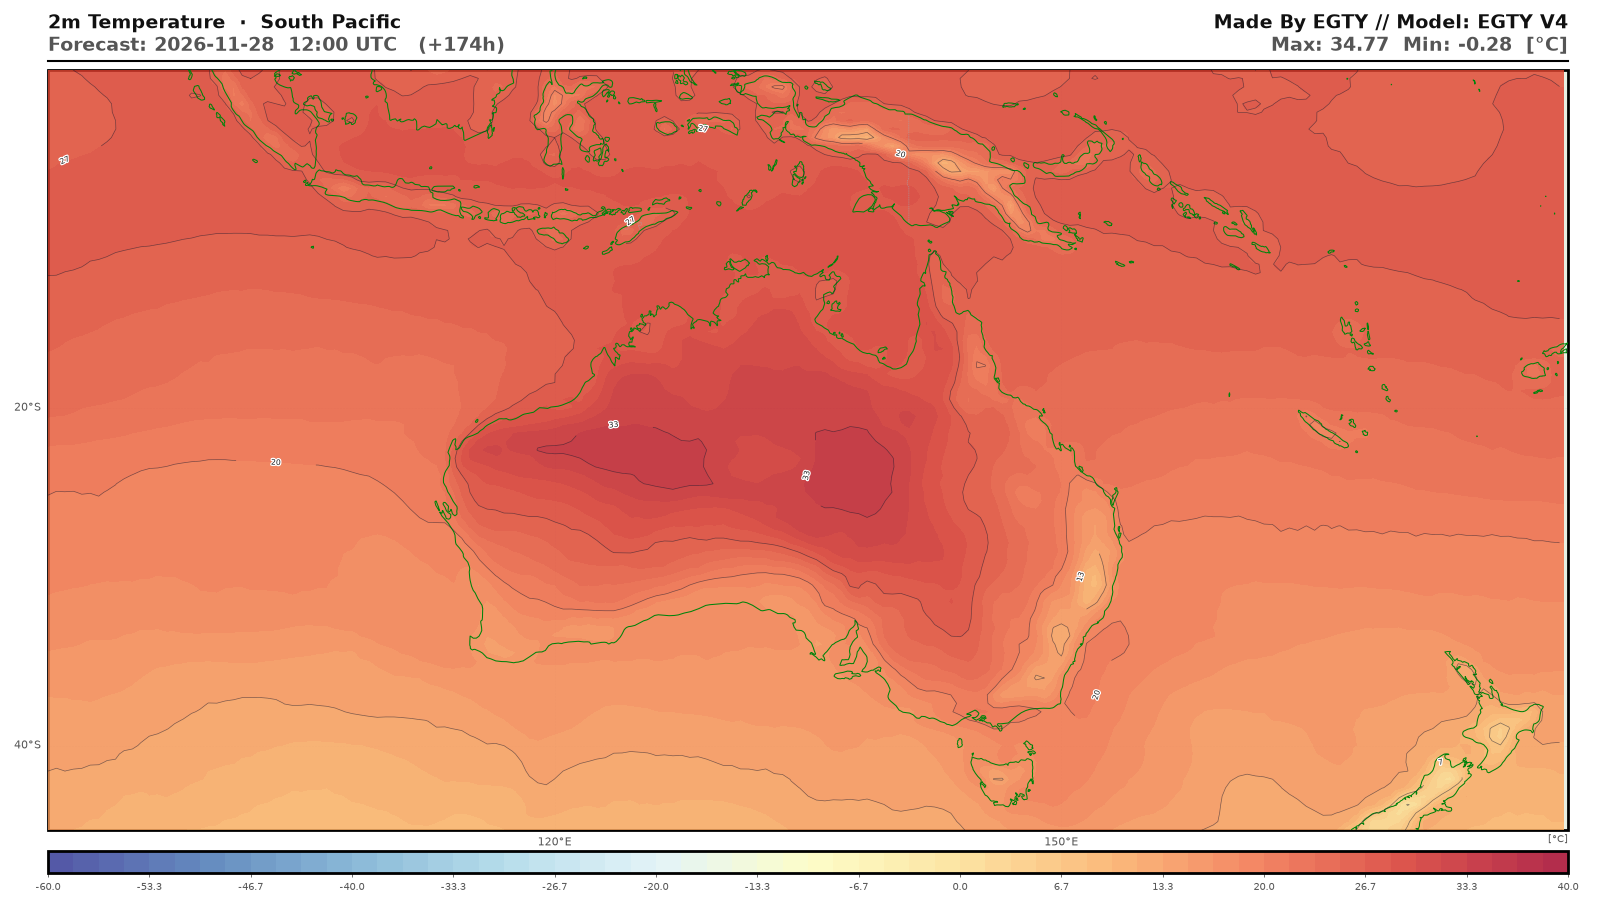 2m Temperature · South Pacific
Made By EGTY // Model: EGTY V4
Forecast: 2026-11-28 12:00 UTC (+174h)
Max: 34.77 Min: -0.28 [°C]
27
27
20
27
20°S
33
20
33
13
20
40°S
7
120°E
150°E
[°C]
-60.0
-53.3
-46.7
-40.0
-33.3
-26.7
-20.0
-13.3
-6.7
0.0
6.7
13.3
20.0
26.7
33.3
40.0